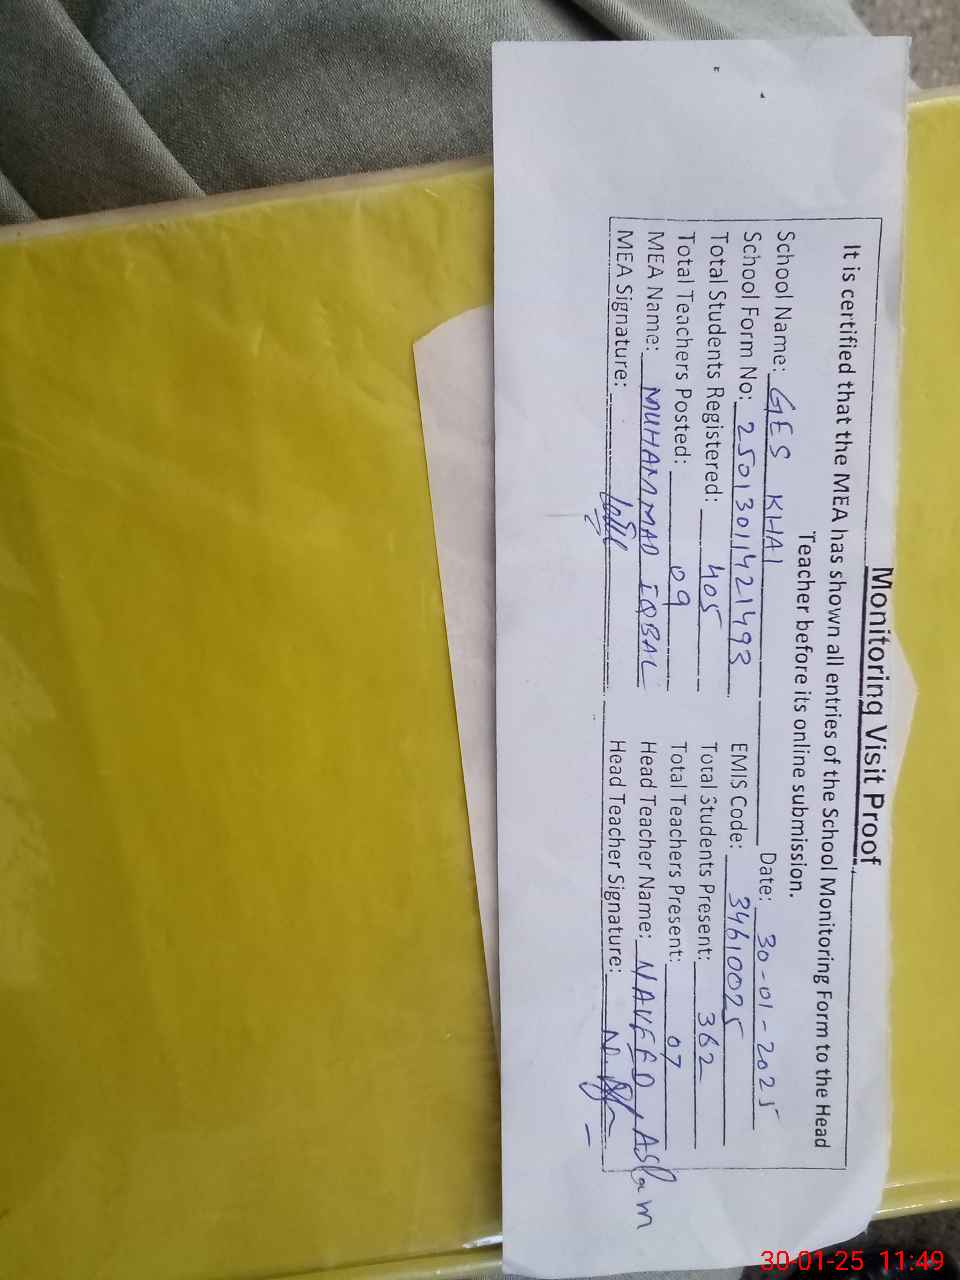 Monitoring Visit Proof
It is certified that the MEA has shown all entries of the School Monitoring Form to the Head
Teacher before its online submission.
School Name: GES KHAI Date: 30-01-2025
School Form No: 25013011421493 EMIS Code: 34610025
Total Students Registered: 405 Total Students Present: 362
Total Teachers Posted: 09 Total Teachers Present: 07
MEA Name: MUHAMMAD IQBAL Head Teacher Name: NAVEED ASlam
MEA Signature: Head Teacher Signature:
30-01-25 11:49